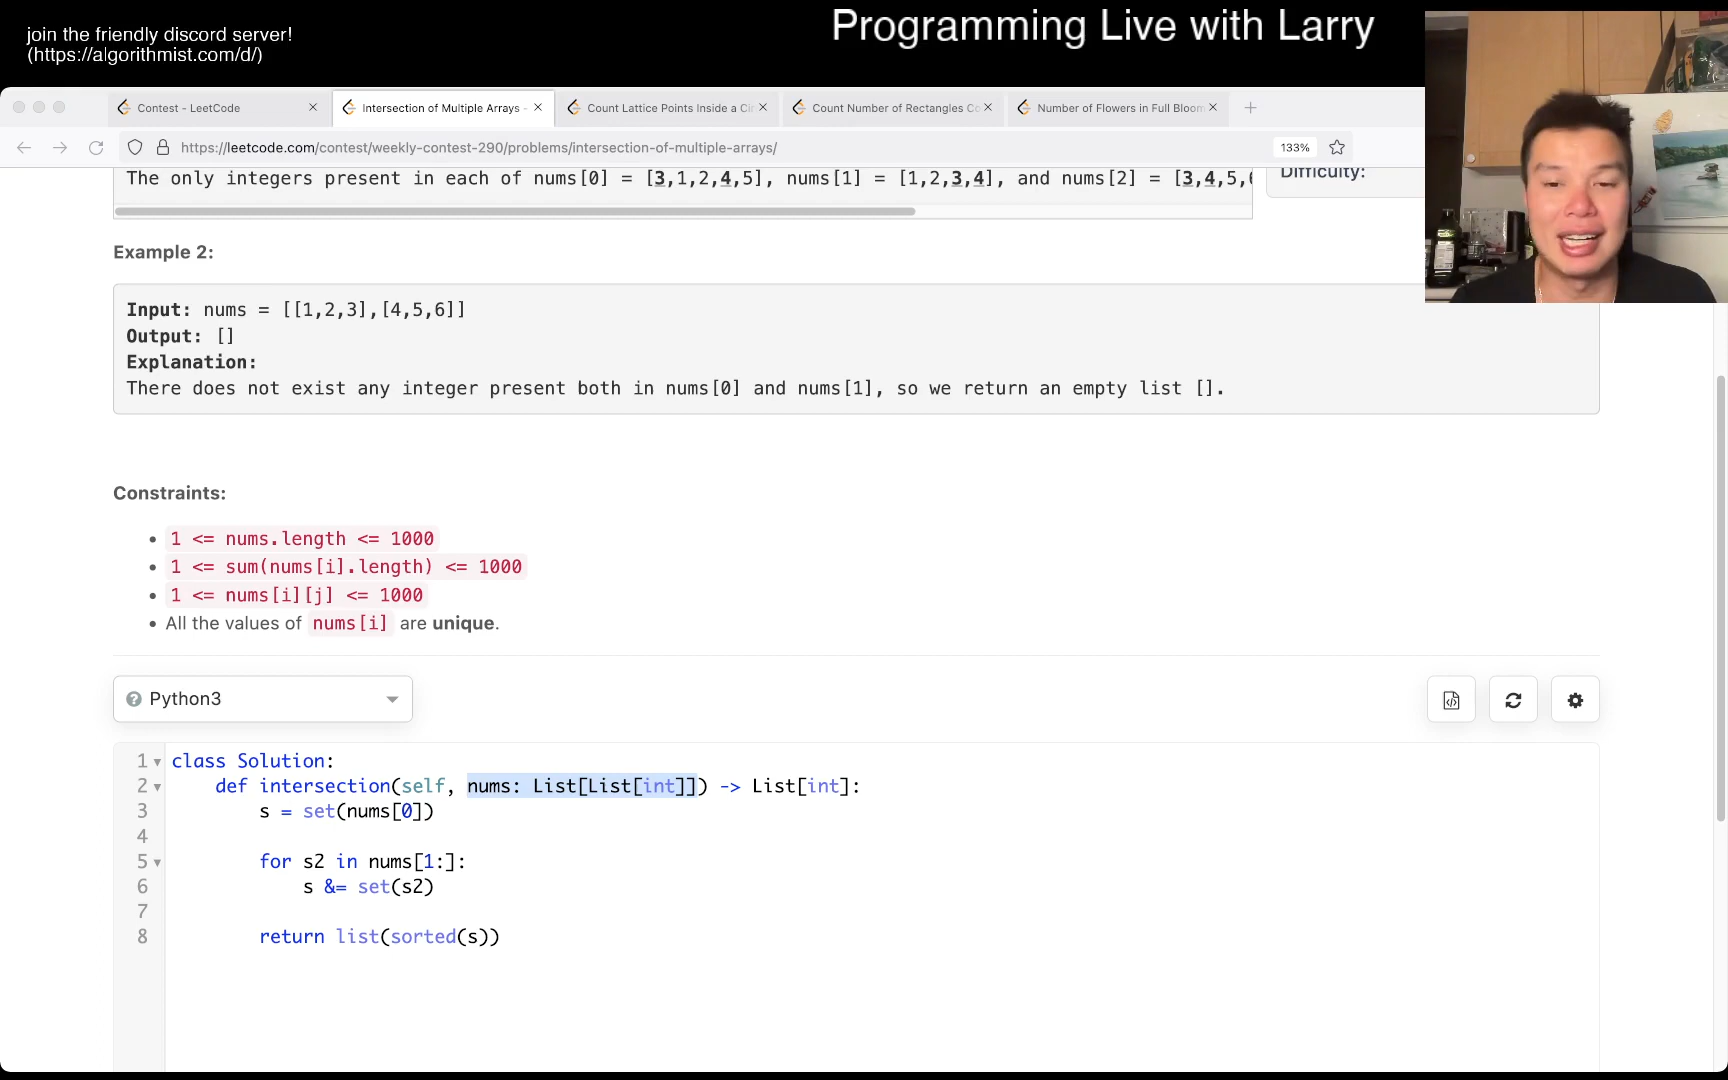 join the friendly discord server!
(https://algorithmist.com/d/)
Programming Live with Larry
Contest - LeetCode
Intersection of Multiple Arrays -
Count Lattice Points Inside a Cir
Count Number of Rectangles Co
Number of Flowers in Full Bloom
https://leetcode.com/contest/weekly-contest-290/problems/intersection-of-multiple-arrays/
133%
The only integers present in each of nums[0] = [3,1,2,4,5], nums[1] = [1,2,3,4], and nums[2] = [3,4,5,6
Difficulty:
Example 2:
Input: nums = [[1,2,3],[4,5,6]]
Output: []
Explanation:
There does not exist any integer present both in nums[0] and nums[1], so we return an empty list [].
Constraints:
• 1 <= nums.length <= 1000
• 1 <= sum(nums[i].length) <= 1000
• 1 <= nums[i][j] <= 1000
• All the values of nums[i] are unique.
Python3
1 class Solution:
2     def intersection(self, nums: List[List[int]]) -> List[int]:
3         s = set(nums[0])
4
5         for s2 in nums[1:]:
6             s &= set(s2)
7
8         return list(sorted(s))